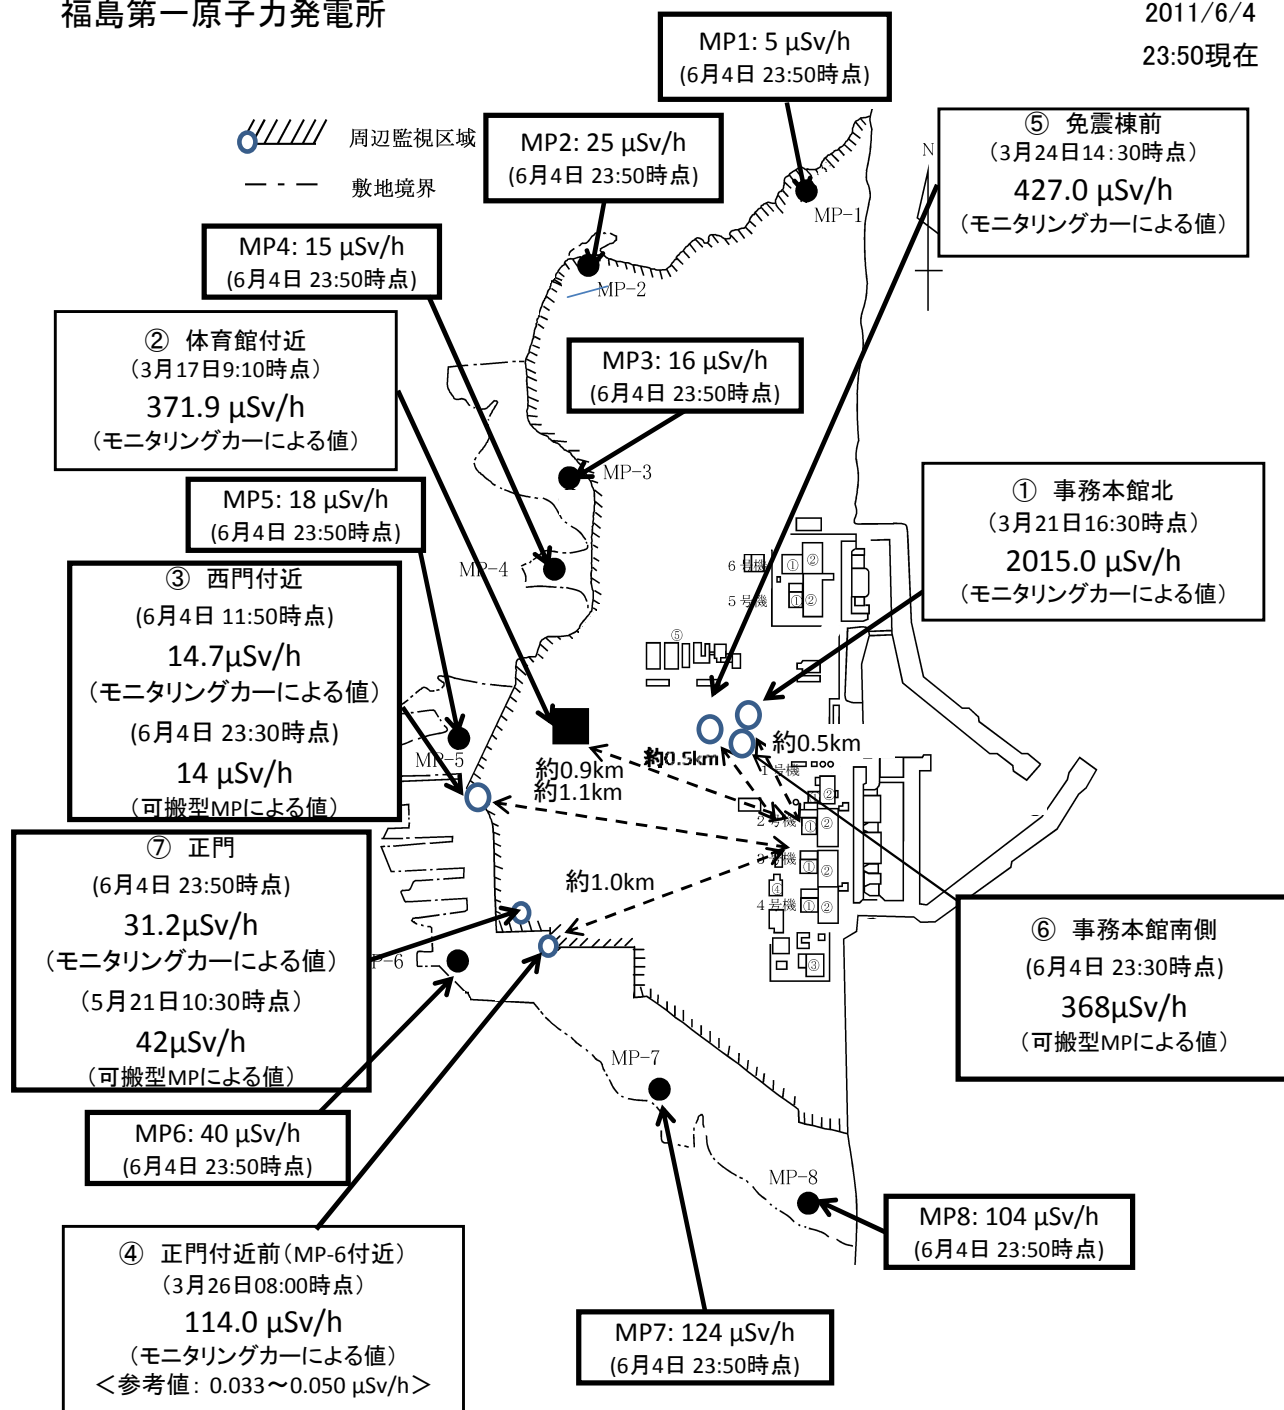 福島第一原子力発電所
2011/6/4
23:50現在
MP1: 5 μSv/h
(6月4日 23:50時点)
周辺監視区域
敷地境界
MP2: 25 μSv/h
(6月4日 23:50時点)
⑤ 免震棟前
(3月24日14:30時点)
427.0 μSv/h
(モニタリングカーによる値)
N
MP-1
MP4: 15 μSv/h
(6月4日 23:50時点)
MP-2
② 体育館付近
(3月17日9:10時点)
371.9 μSv/h
(モニタリングカーによる値)
MP3: 16 μSv/h
(6月4日 23:50時点)
MP-3
MP5: 18 μSv/h
(6月4日 23:50時点)
① 事務本館北
(3月21日16:30時点)
2015.0 μSv/h
(モニタリングカーによる値)
MP-4
6号機
① ②
5号機
① ②
⑤
③ 西門付近
(6月4日 11:50時点)
14.7μSv/h
(モニタリングカーによる値)
(6月4日 23:30時点)
14 μSv/h
(可搬型MPによる値)
MP-5
約0.9km
約1.1km
約0.5km
約0.5km
1号機
②
2号機
① ②
3号機
① ②
④
4号機
① ②
③
約1.0km
⑦ 正門
(6月4日 23:50時点)
31.2μSv/h
(モニタリングカーによる値)
(5月21日10:30時点)
42μSv/h
(可搬型MPによる値)
P-6
⑥ 事務本館南側
(6月4日 23:30時点)
368μSv/h
(可搬型MPによる値)
MP-7
MP6: 40 μSv/h
(6月4日 23:50時点)
MP-8
MP8: 104 μSv/h
(6月4日 23:50時点)
④ 正門付近前(MP-6付近)
(3月26日08:00時点)
114.0 μSv/h
(モニタリングカーによる値)
<参考値: 0.033～0.050 μSv/h>
MP7: 124 μSv/h
(6月4日 23:50時点)